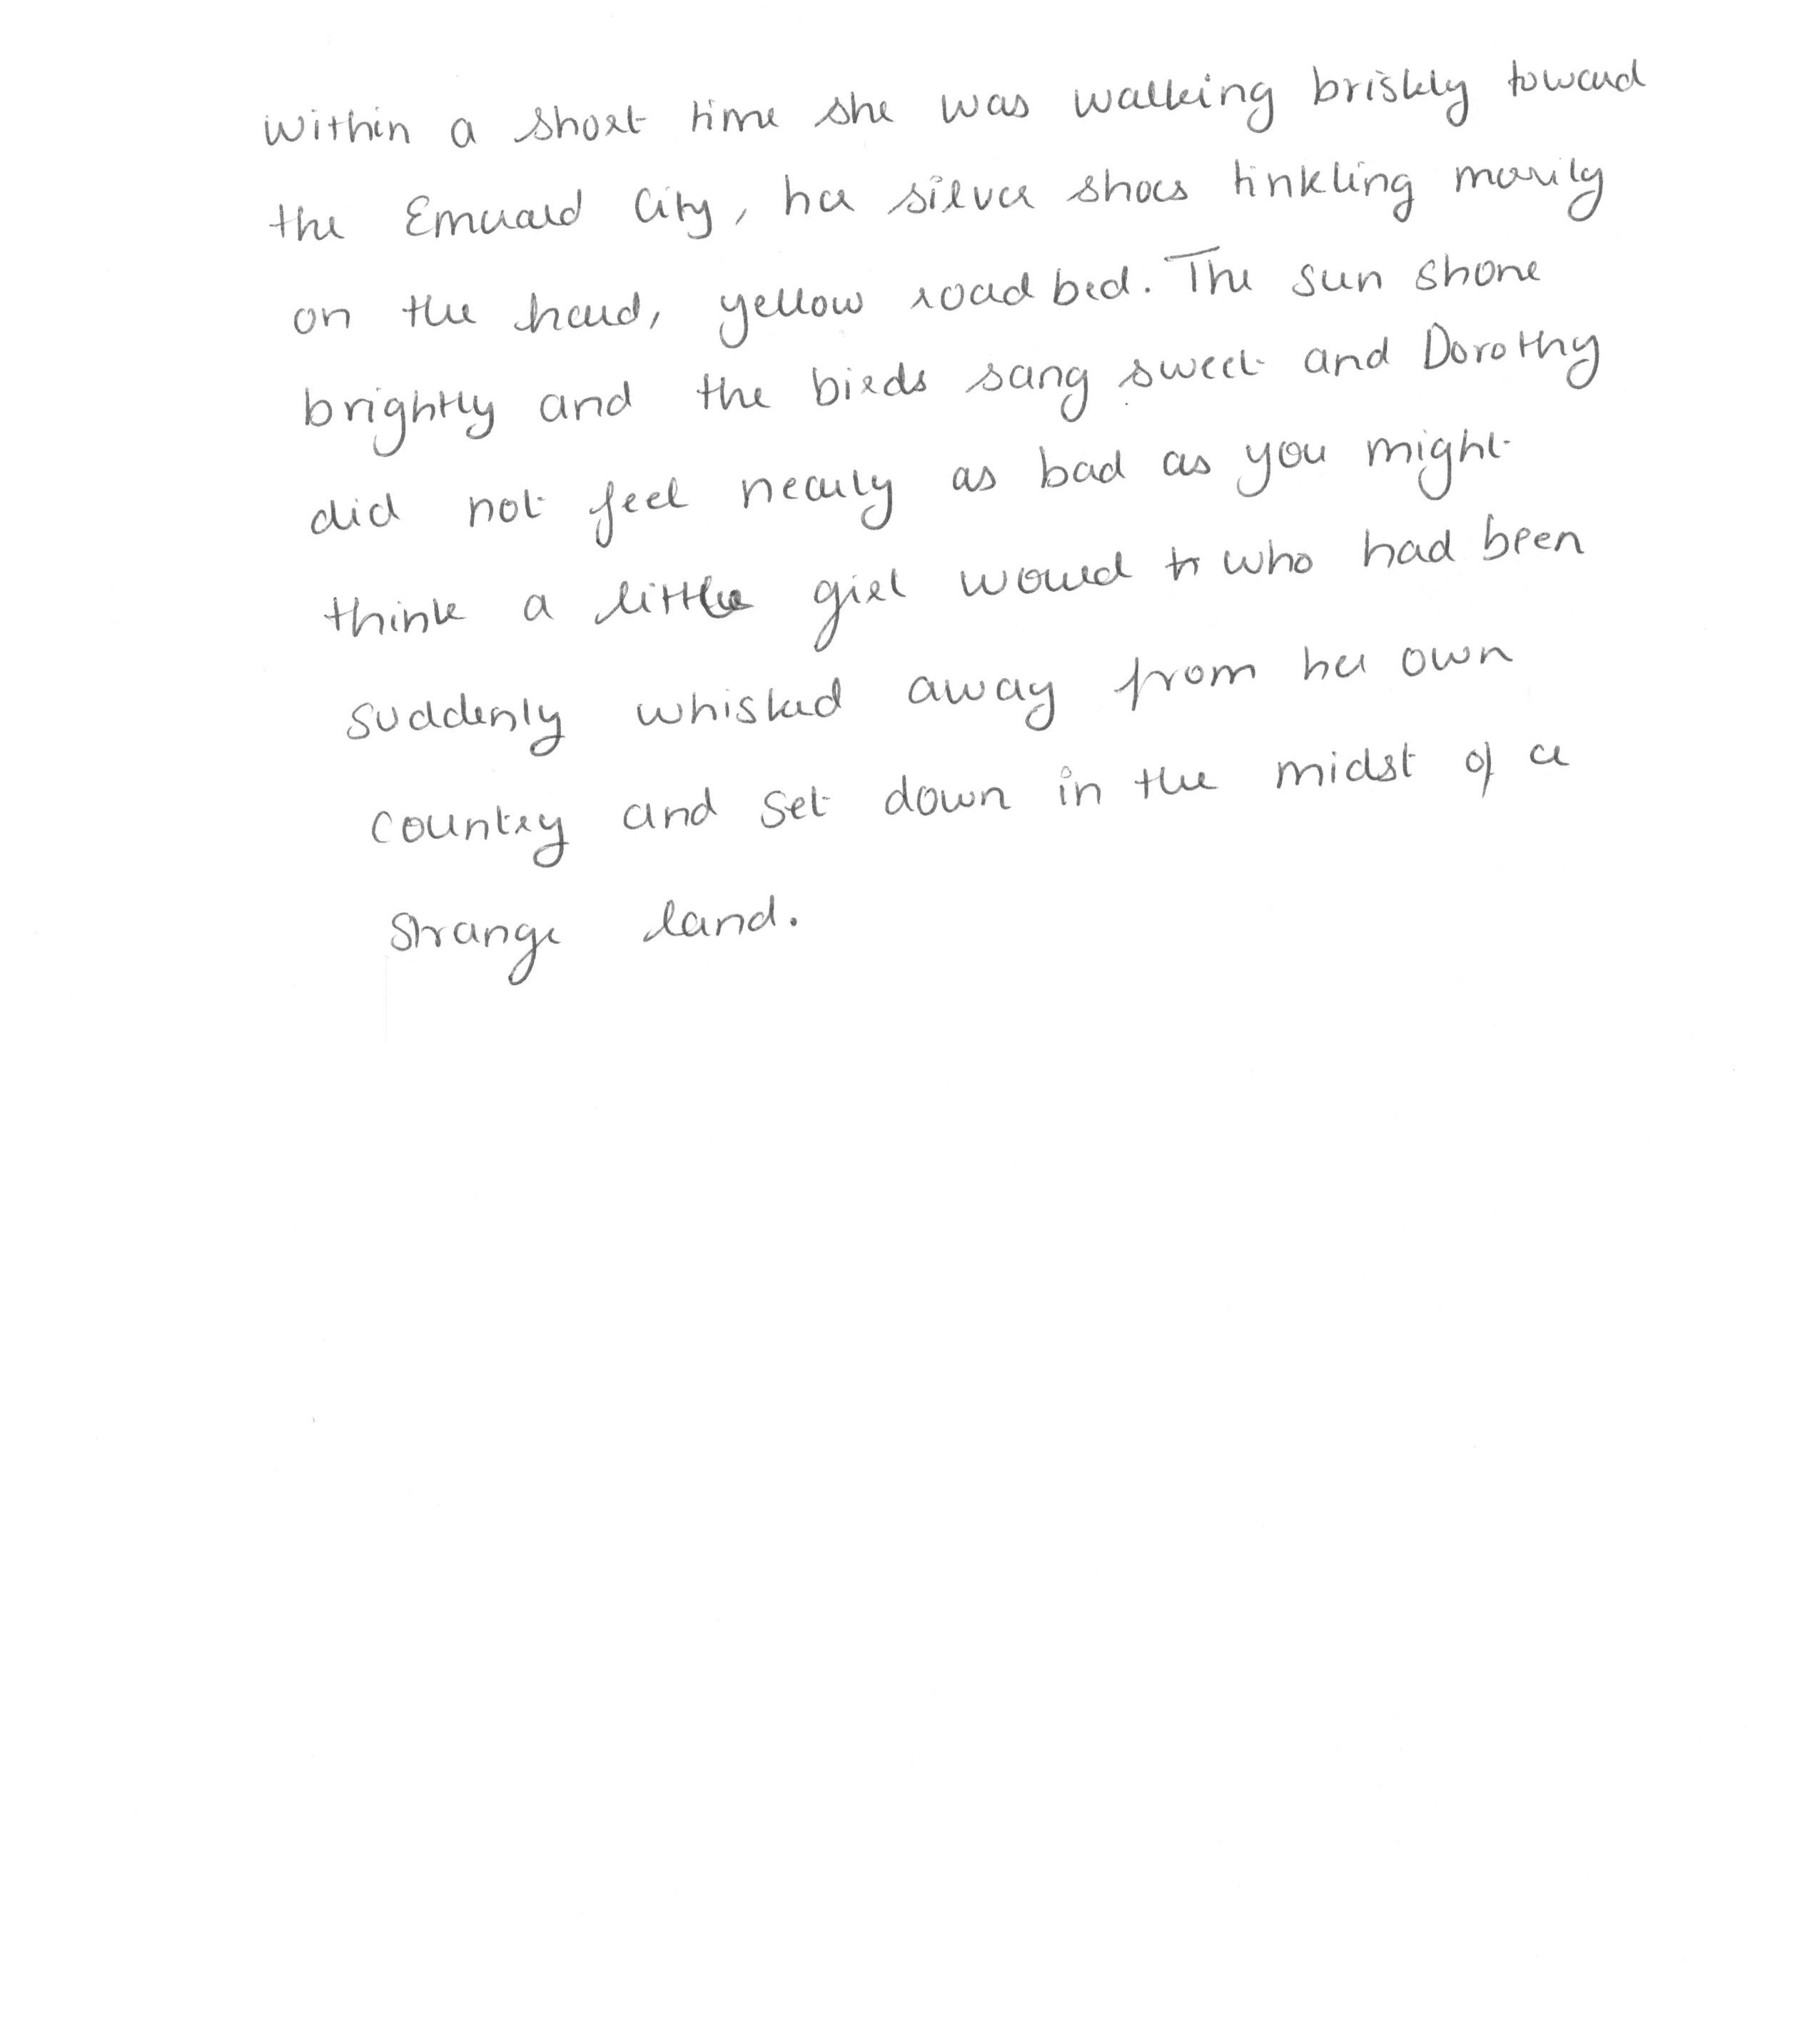 Within a short time she was walking briskly toward
the Emerald City, her silver shoes tinkling merrily
on the hard, yellow road bed. The sun shone
brightly and the birds sang sweet and Dorothy
did not feel nearly as bad as you might
think a little girl would who had been
suddenly whisked away from her own
country and set down in the midst of a
strange land.